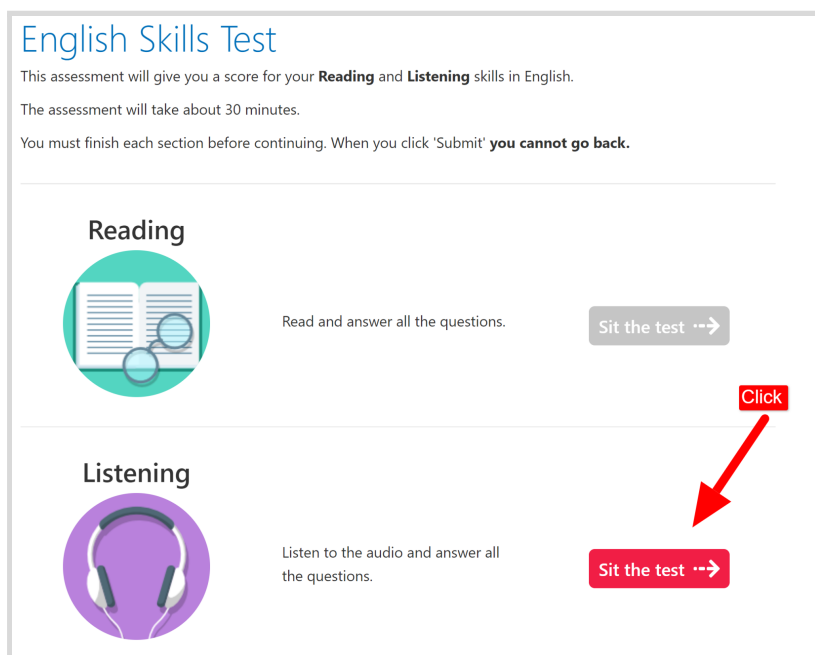 English Skills Test
This assessment will give you a score for your Reading and Listening skills in English.
The assessment will take about 30 minutes.
You must finish each section before continuing. When you click 'Submit' you cannot go back.
Reading
Read and answer all the questions.
Sit the test
Click
Listening
Listen to the audio and answer all
the questions.
Sit the test